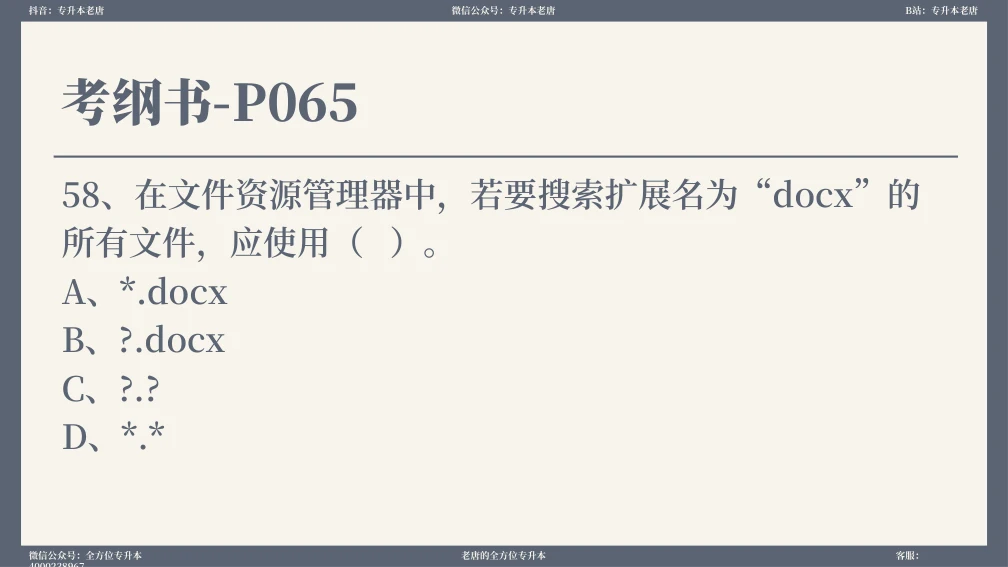 抖音：专升本老唐
微信公众号：专升本老唐
B站：专升本老唐
考纲书-P065
58、在文件资源管理器中，若要搜索扩展名为“docx”的
所有文件，应使用（ ）。
A、*.docx
B、?.docx
C、?.?
D、*.*
微信公众号：全方位专升本
老唐的全方位专升本
客服：
4000238967